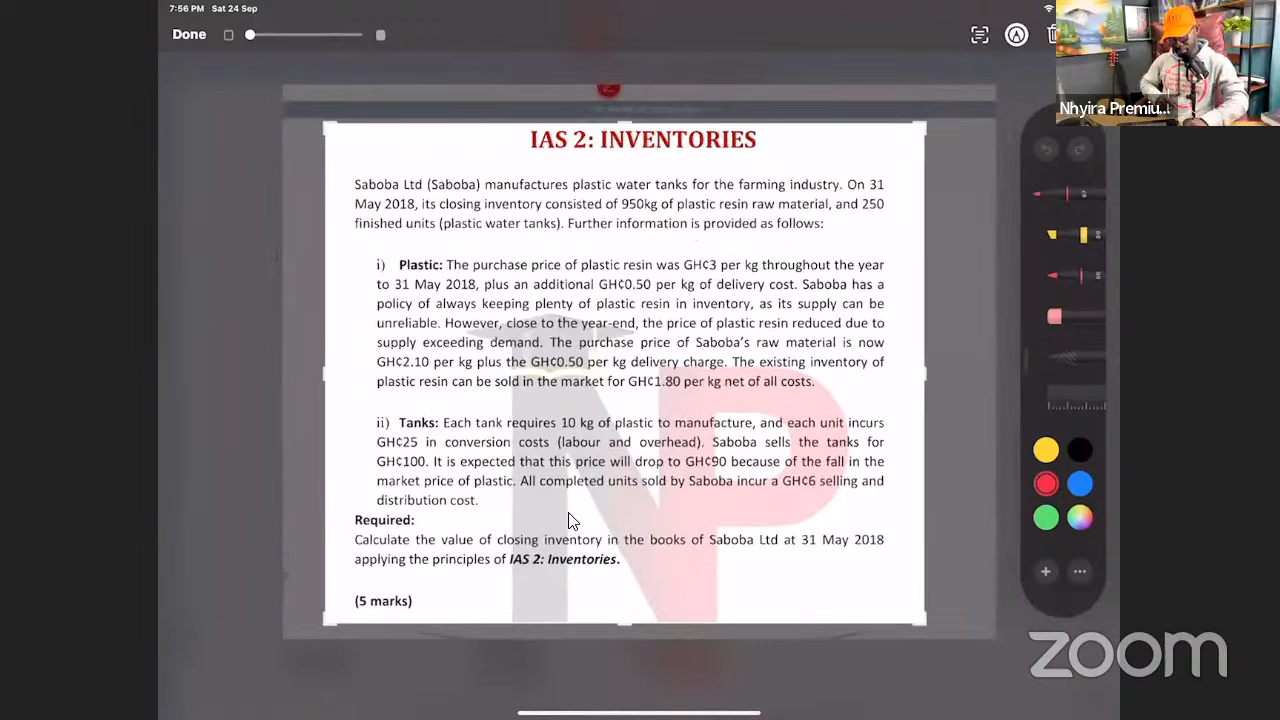 7:56 PM Sat 24 Sep
Done
Nhyira Premiu...
IAS 2: INVENTORIES
Saboba Ltd (Saboba) manufactures plastic water tanks for the farming industry. On 31
May 2018, its closing inventory consisted of 950kg of plastic resin raw material, and 250
finished units (plastic water tanks). Further information is provided as follows:
i) Plastic: The purchase price of plastic resin was GH¢3 per kg throughout the year
to 31 May 2018, plus an additional GH¢0.50 per kg of delivery cost. Saboba has a
policy of always keeping plenty of plastic resin in inventory, as its supply can be
unreliable. However, close to the year-end, the price of plastic resin reduced due to
supply exceeding demand. The purchase price of Saboba's raw material is now
GH¢2.10 per kg plus the GH¢0.50 per kg delivery charge. The existing inventory of
plastic resin can be sold in the market for GH¢1.80 per kg net of all costs.
ii) Tanks: Each tank requires 10 kg of plastic to manufacture, and each unit incurs
GH¢25 in conversion costs (labour and overhead). Saboba sells the tanks for
GH¢100. It is expected that this price will drop to GH¢90 because of the fall in the
market price of plastic. All completed units sold by Saboba incur a GH¢6 selling and
distribution cost.
Required:
Calculate the value of closing inventory in the books of Saboba Ltd at 31 May 2018
applying the principles of IAS 2: Inventories.
(5 marks)
NP
zoom